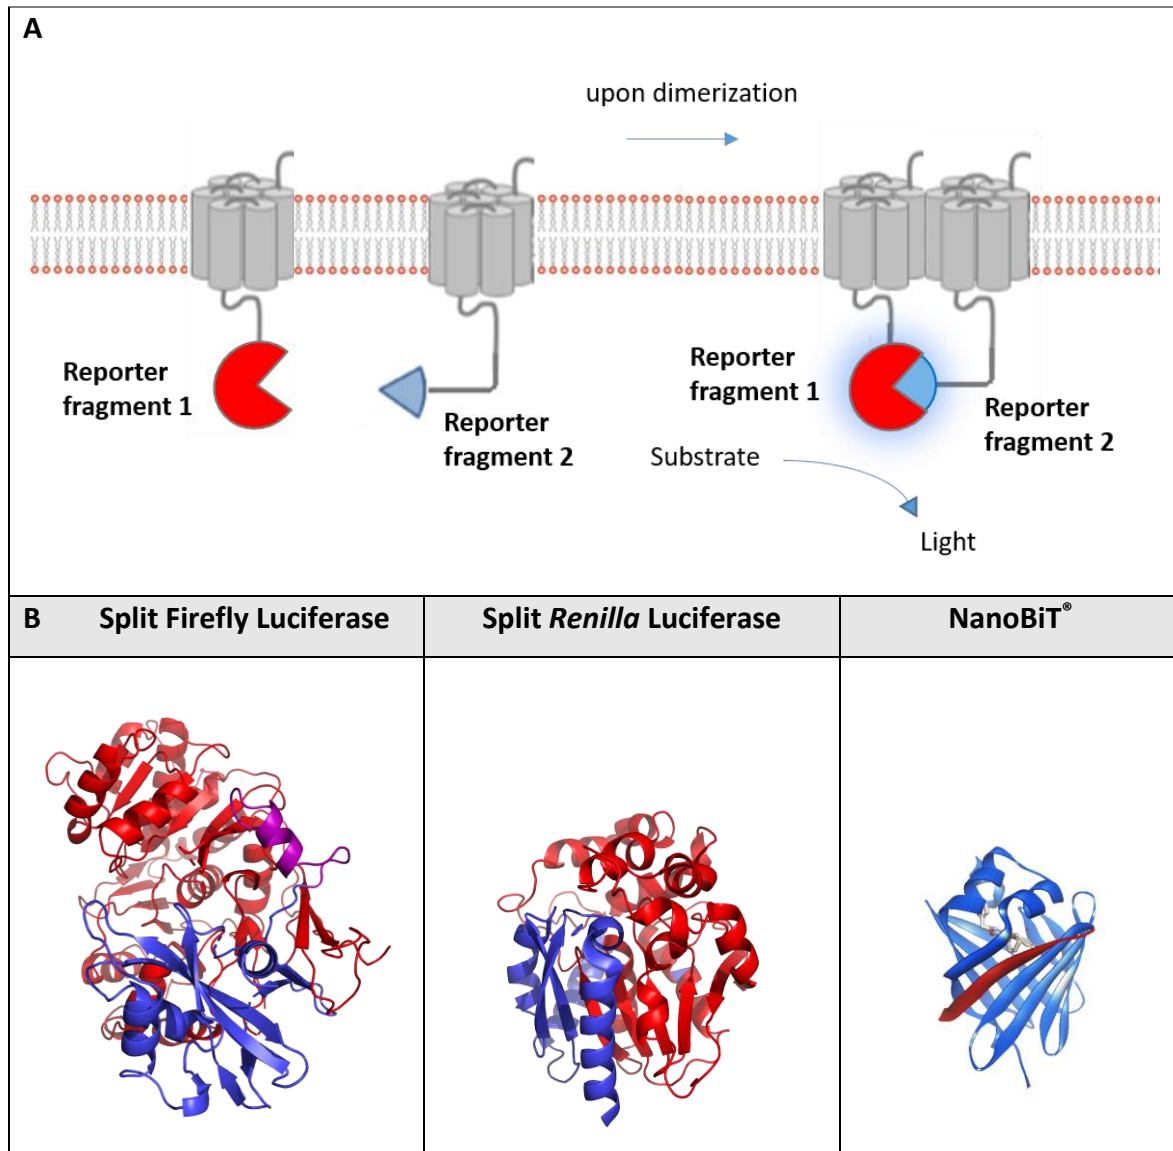 A
upon dimerization
Reporter
fragment 1
Reporter
fragment 2
Reporter
fragment 1
Reporter
fragment 2
Substrate
Light
B Split Firefly Luciferase
Split Renilla Luciferase
NanoBiT®